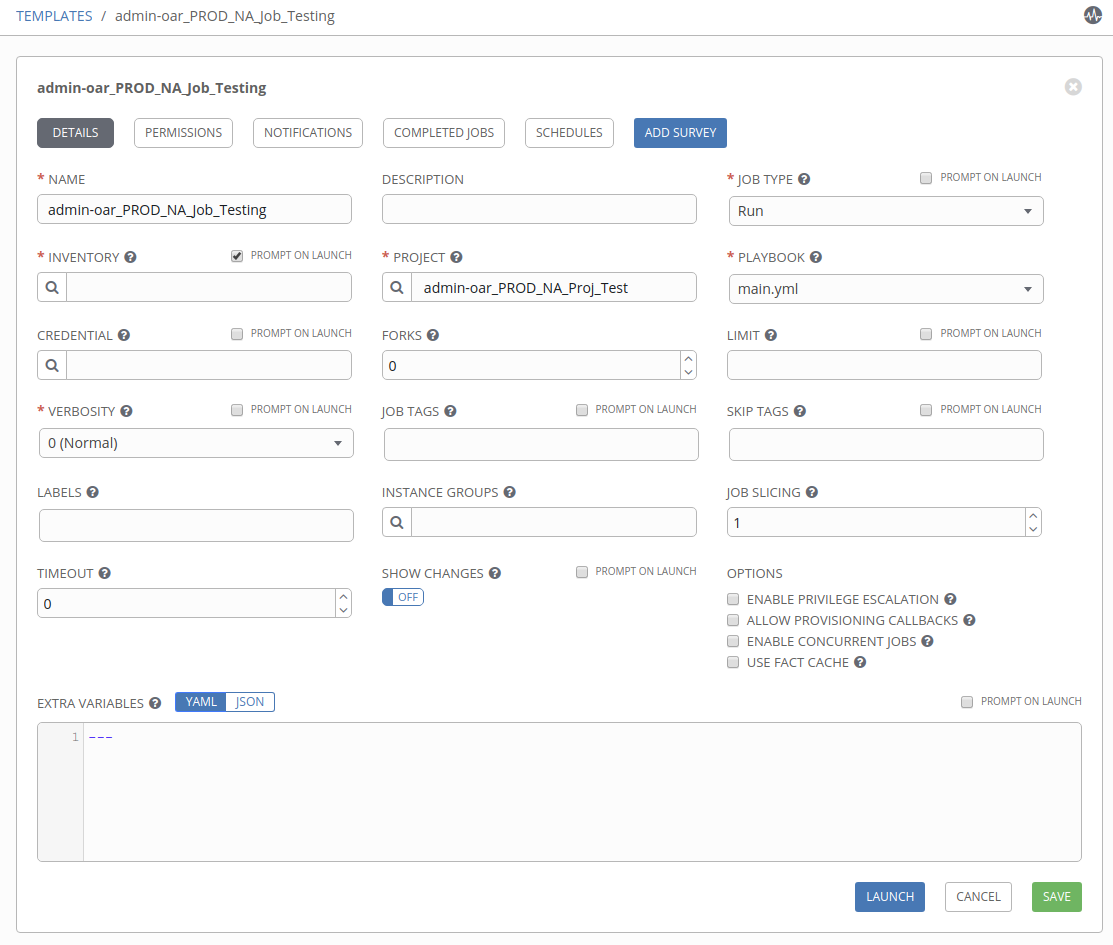 TEMPLATES / admin-oar_PROD_NA_Job_Testing
admin-oar_PROD_NA_Job_Testing
DETAILS PERMISSIONS NOTIFICATIONS COMPLETED JOBS SCHEDULES ADD SURVEY
* NAME DESCRIPTION * JOB TYPE ? PROMPT ON LAUNCH
admin-oar_PROD_NA_Job_Testing Run
* INVENTORY ? PROMPT ON LAUNCH * PROJECT ? * PLAYBOOK ?
admin-oar_PROD_NA_Proj_Test main.yml
CREDENTIAL ? PROMPT ON LAUNCH FORKS ? LIMIT ? PROMPT ON LAUNCH
0
* VERBOSITY ? PROMPT ON LAUNCH JOB TAGS ? PROMPT ON LAUNCH SKIP TAGS ? PROMPT ON LAUNCH
0 (Normal)
LABELS ? INSTANCE GROUPS ? JOB SLICING ?
1
TIMEOUT ? SHOW CHANGES ? PROMPT ON LAUNCH OPTIONS
0 OFF ENABLE PRIVILEGE ESCALATION ?
ALLOW PROVISIONING CALLBACKS ?
ENABLE CONCURRENT JOBS ?
USE FACT CACHE ?
EXTRA VARIABLES ? YAML JSON PROMPT ON LAUNCH
1 ---
LAUNCH CANCEL SAVE